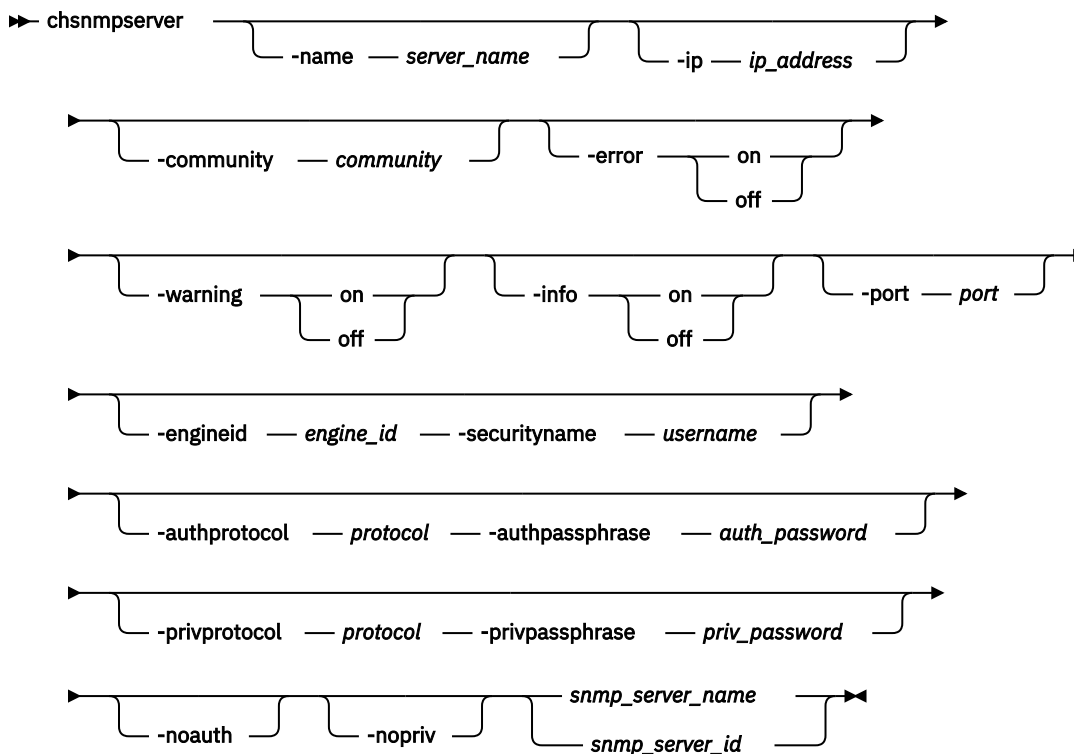 chsnmpserver
-name server_name
-ip ip_address
-community community
-error on
off
-warning on
off
-info on
off
-port port
-engineid engine_id -securityname username
-authprotocol protocol -authpassphrase auth_password
-privprotocol protocol -privpassphrase priv_password
-noauth
-nopriv
snmp_server_name
snmp_server_id